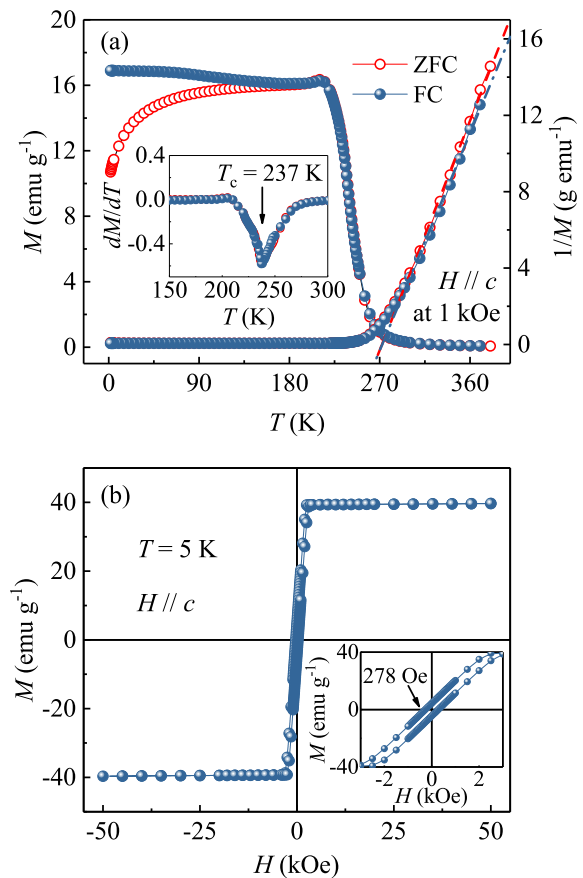 (a)
ZFC
FC
M (emu g⁻¹)
20
16
12
8
4
0
1/M (g emu⁻¹)
16
12
8
4
0
H // c
at 1 kOe
0
90
180
270
360
T (K)
dM/dT
0.4
0.0
-0.4
T_c = 237 K
150
200
250
300
T (K)
(b)
T = 5 K
H // c
M (emu g⁻¹)
40
20
0
-20
-40
-50
-25
0
25
50
H (kOe)
278 Oe
M (emu g⁻¹)
40
0
-40
-2
0
2
H (kOe)